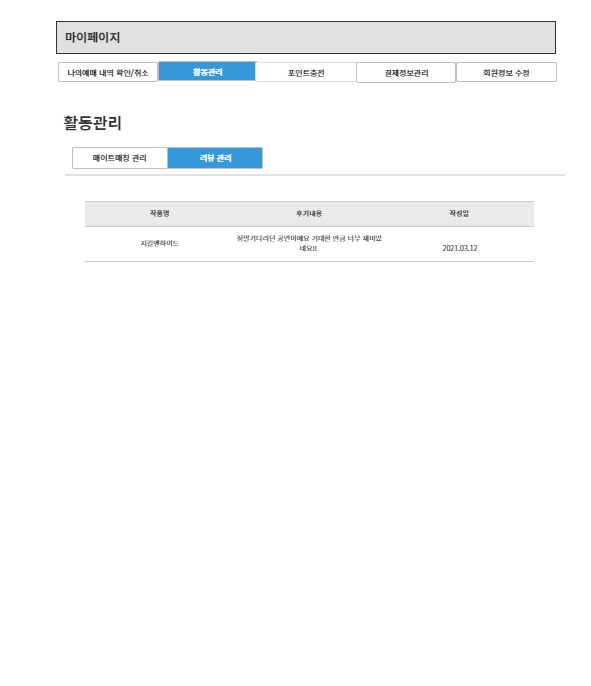 마이페이지
나의예매 내역 확인/취소 활동관리 포인트충전 결제정보관리 회원정보 수정
활동관리
메이트매칭 관리 리뷰 관리
작품명 후기내용 작성일
지킬앤하이드 정말기다리던 공연이에요 기대한 만큼 너무 재미있
네요!! 2021.03.12